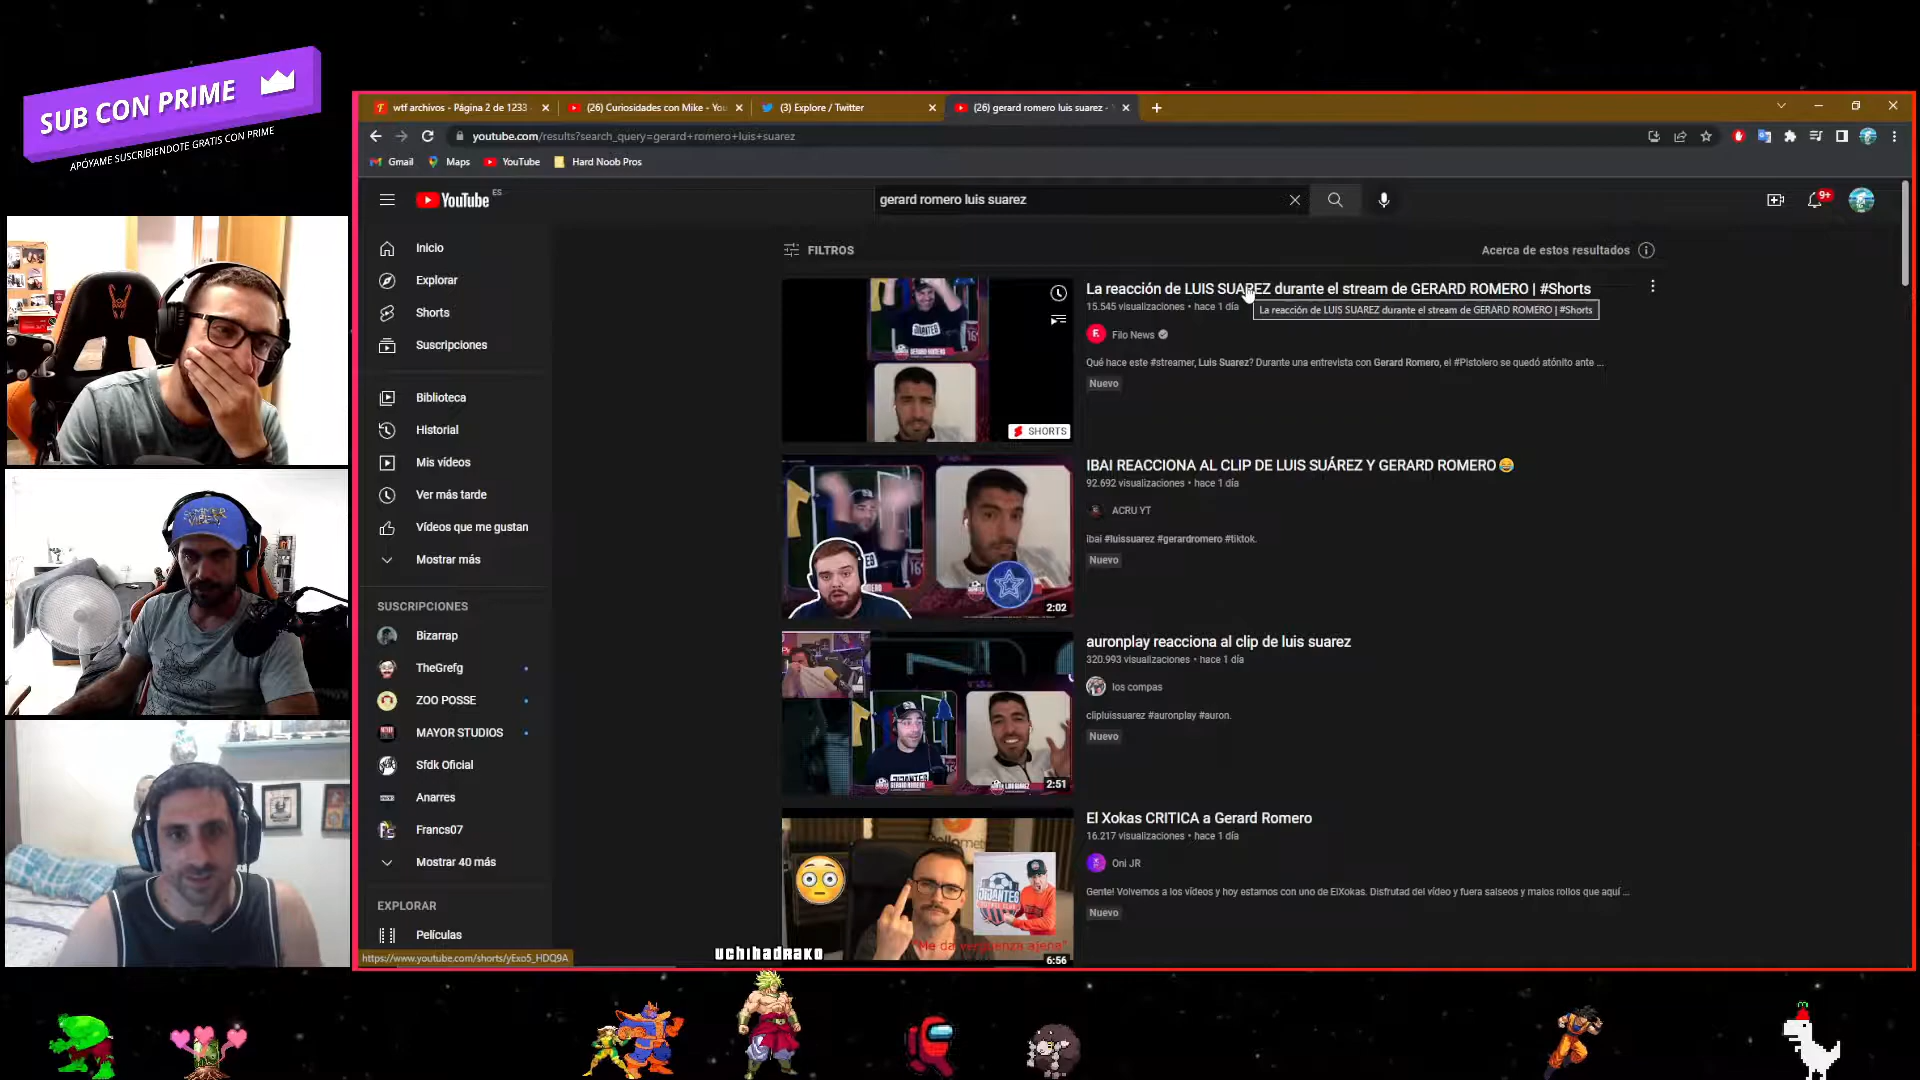 SUB CON PRIME
APÓYAME SUSCRIBIENDOTE GRATIS CON PRIME
wtf archivos - Página 2 de 1233
(26) Curiosidades con Mike - You
(3) Explore / Twitter
(26) gerard romero luis suarez -
youtube.com/results?search_query=gerard+romero+luis+suarez
Gmail
Maps
YouTube
Hard Noob Pros
YouTube ES
gerard romero luis suarez
9+
Inicio
Explorar
Shorts
Suscripciones
Biblioteca
Historial
Mis vídeos
Ver más tarde
Vídeos que me gustan
Mostrar más
SUSCRIPCIONES
Bizarrap
TheGrefg
ZOO POSSE
MAYOR STUDIOS
Sfdk Oficial
Anarres
Francs07
Mostrar 40 más
EXPLORAR
Películas
https://www.youtube.com/shorts/yExo5_HDQ9A
FILTROS
Acerca de estos resultados
La reacción de LUIS SUAREZ durante el stream de GERARD ROMERO | #Shorts
15.545 visualizaciones • hace 1 día
La reacción de LUIS SUAREZ durante el stream de GERARD ROMERO | #Shorts
Filo News
Qué hace este #streamer, Luis Suarez? Durante una entrevista con Gerard Romero, el #Pistolero se quedó atónito ante ...
Nuevo
SHORTS
IBAI REACCIONA AL CLIP DE LUIS SUÁREZ Y GERARD ROMERO😂
92.692 visualizaciones • hace 1 día
ACRU YT
ibai #luissuarez #gerardromero #tiktok.
Nuevo
2:02
auronplay reacciona al clip de luis suarez
320.993 visualizaciones • hace 1 día
los compas
clipluissuarez #auronplay #auron.
Nuevo
2:51
El Xokas CRITICA a Gerard Romero
16.217 visualizaciones • hace 1 día
Oni JR
Gente! Volvemos a los vídeos y hoy estamos con uno de ElXokas. Disfrutad del vídeo y fuera salseos y malos rollos que aquí ...
Nuevo
"Me da vergüenza ajena"
6:56
uchihadrako
SUMMER VIBES